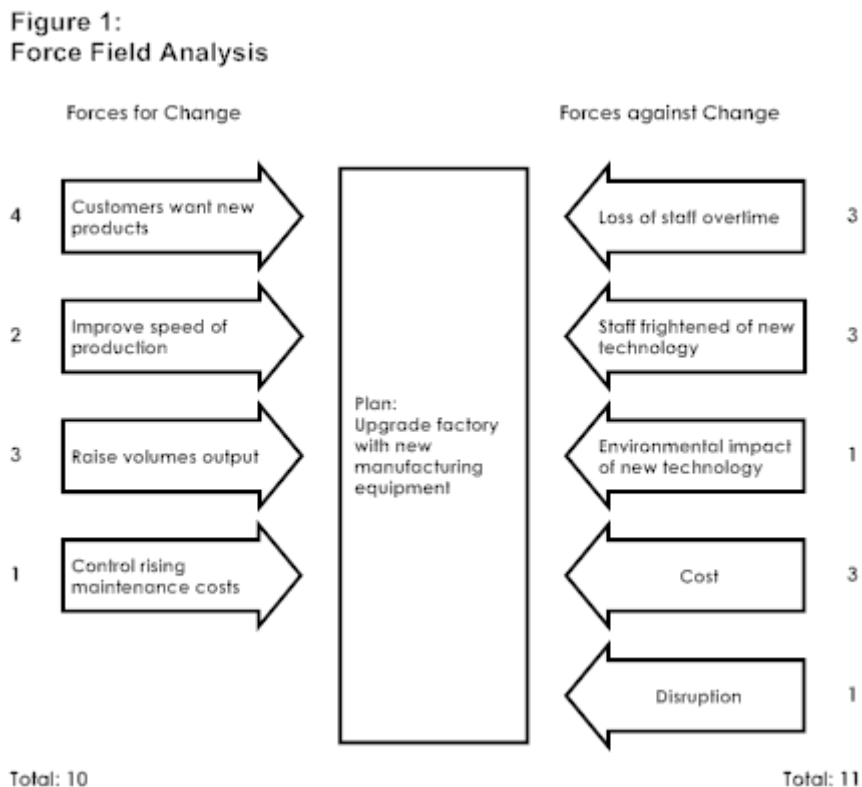 Figure 1:
Force Field Analysis
Forces for Change
Forces against Change
4
Customers want new
products
2
Improve speed of
production
3
Raise volumes output
1
Control rising
maintenance costs
Plan:
Upgrade factory
with new
manufacturing
equipment
Loss of staff overtime
3
Staff frightened of new
technology
3
Environmental impact
of new technology
1
Cost
3
Disruption
1
Total: 10
Total: 11